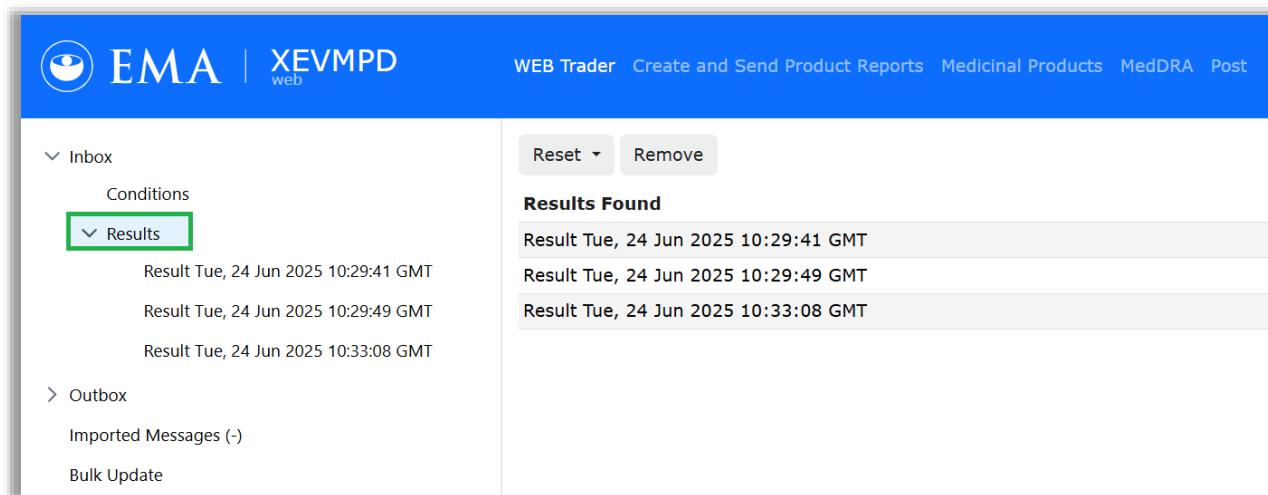 EMA XEVMPD
web
WEB Trader Create and Send Product Reports Medicinal Products MedDRA Post
Inbox
Conditions
Results
Result Tue, 24 Jun 2025 10:29:41 GMT
Result Tue, 24 Jun 2025 10:29:49 GMT
Result Tue, 24 Jun 2025 10:33:08 GMT
Outbox
Imported Messages (-)
Bulk Update
Reset Remove
Results Found
Result Tue, 24 Jun 2025 10:29:41 GMT
Result Tue, 24 Jun 2025 10:29:49 GMT
Result Tue, 24 Jun 2025 10:33:08 GMT